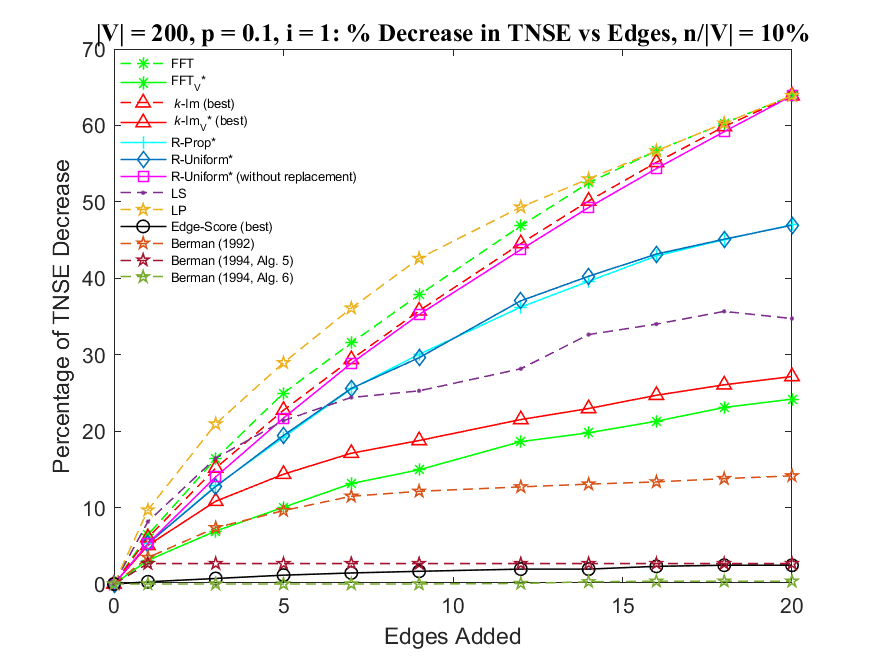 |V| = 200, p = 0.1, i = 1: % Decrease in TNSE vs Edges, n/|V| = 10%
70
60
50
40
30
20
10
0
Percentage of TNSE Decrease
FFT
FFT_V*
k-Im (best)
k-Im_V* (best)
R-Prop*
R-Uniform*
R-Uniform* (without replacement)
LS
LP
Edge-Score (best)
Berman (1992)
Berman (1994, Alg. 5)
Berman (1994, Alg. 6)
0
5
10
15
20
Edges Added